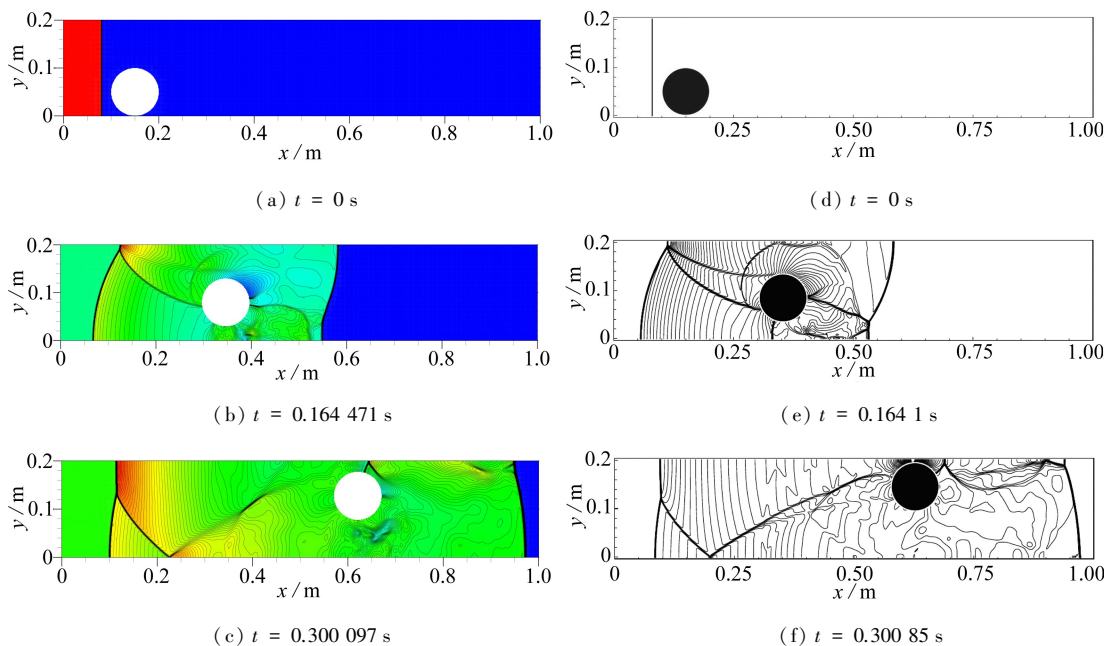 0.2
y / m
0.1
0
0
0.2
0.4
0.6
0.8
1.0
x / m
(a) t = 0 s
0.2
y / m
0.1
0
0
0.25
0.50
0.75
1.00
x / m
(d) t = 0 s
0.2
y / m
0.1
0
0
0.2
0.4
0.6
0.8
1.0
x / m
(b) t = 0.164 471 s
0.2
y / m
0.1
0
0
0.25
0.50
0.75
1.00
x / m
(e) t = 0.164 1 s
0.2
y / m
0.1
0
0
0.2
0.4
0.6
0.8
1.0
x / m
(c) t = 0.300 097 s
0.2
y / m
0.1
0
0
0.25
0.50
0.75
1.00
x / m
(f) t = 0.300 85 s